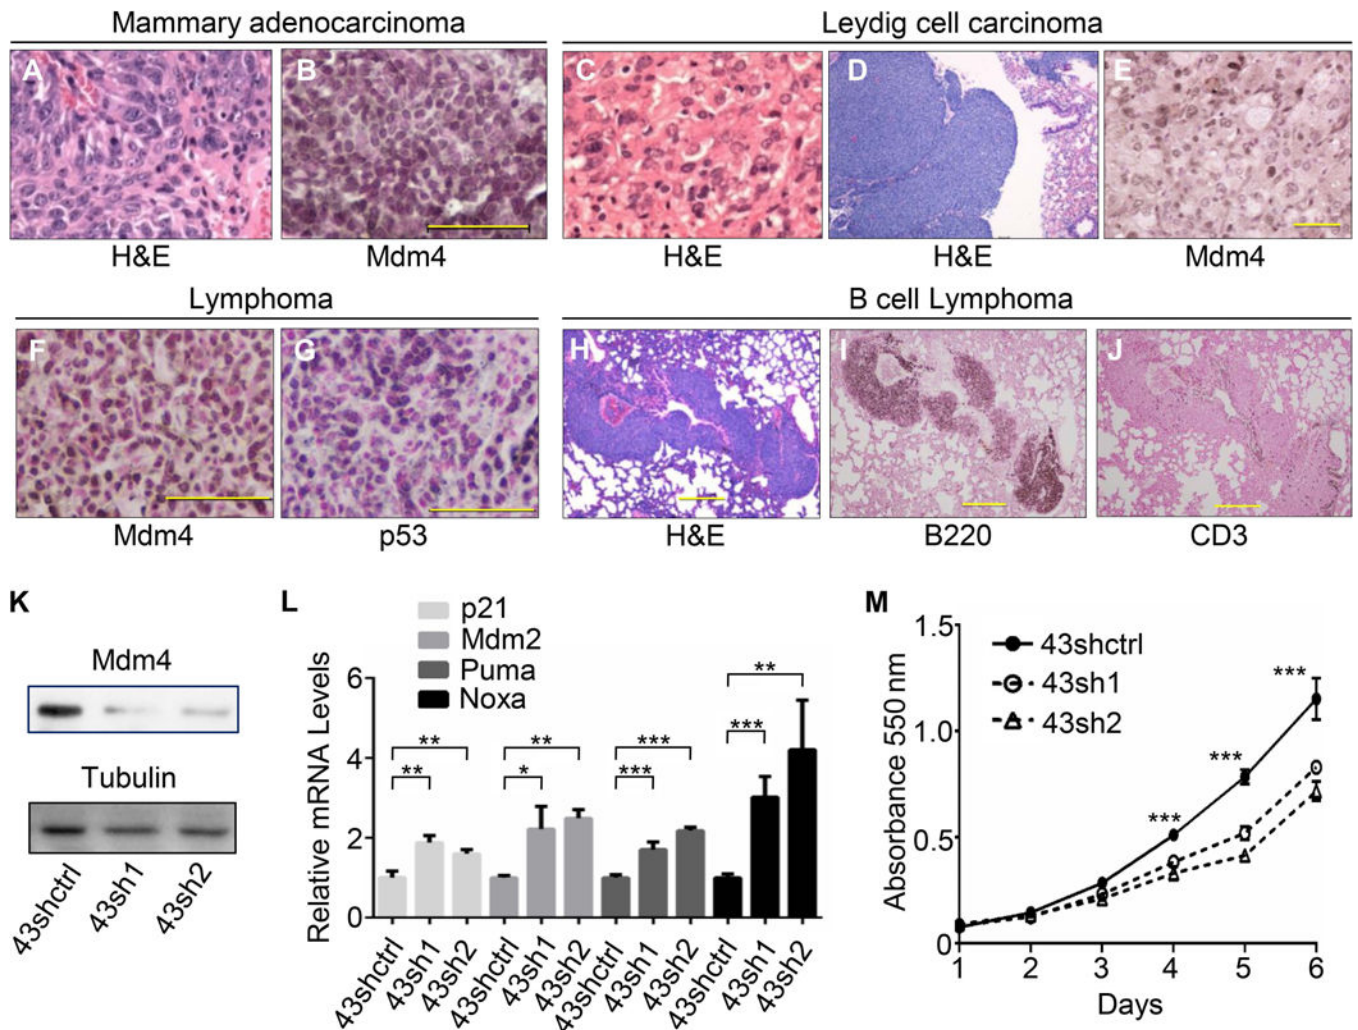 Mammary adenocarcinoma
Leydig cell carcinoma
A
B
C
D
E
H&E
Mdm4
H&E
H&E
Mdm4
Lymphoma
B cell Lymphoma
F
G
H
I
J
Mdm4
p53
H&E
B220
CD3
K
Mdm4
Tubulin
43shctrl
43sh1
43sh2
L
p21
Mdm2
Puma
Noxa
Relative mRNA Levels
6
4
2
0
**
**
*
**
***
***
***
**
43shctrl
43sh1
43sh2
43shctrl
43sh1
43sh2
43shctrl
43sh1
43sh2
43shctrl
43sh1
43sh2
M
43shctrl
43sh1
43sh2
Absorbance 550 nm
1.5
1.0
0.5
0
***
***
***
1 2 3 4 5 6
Days